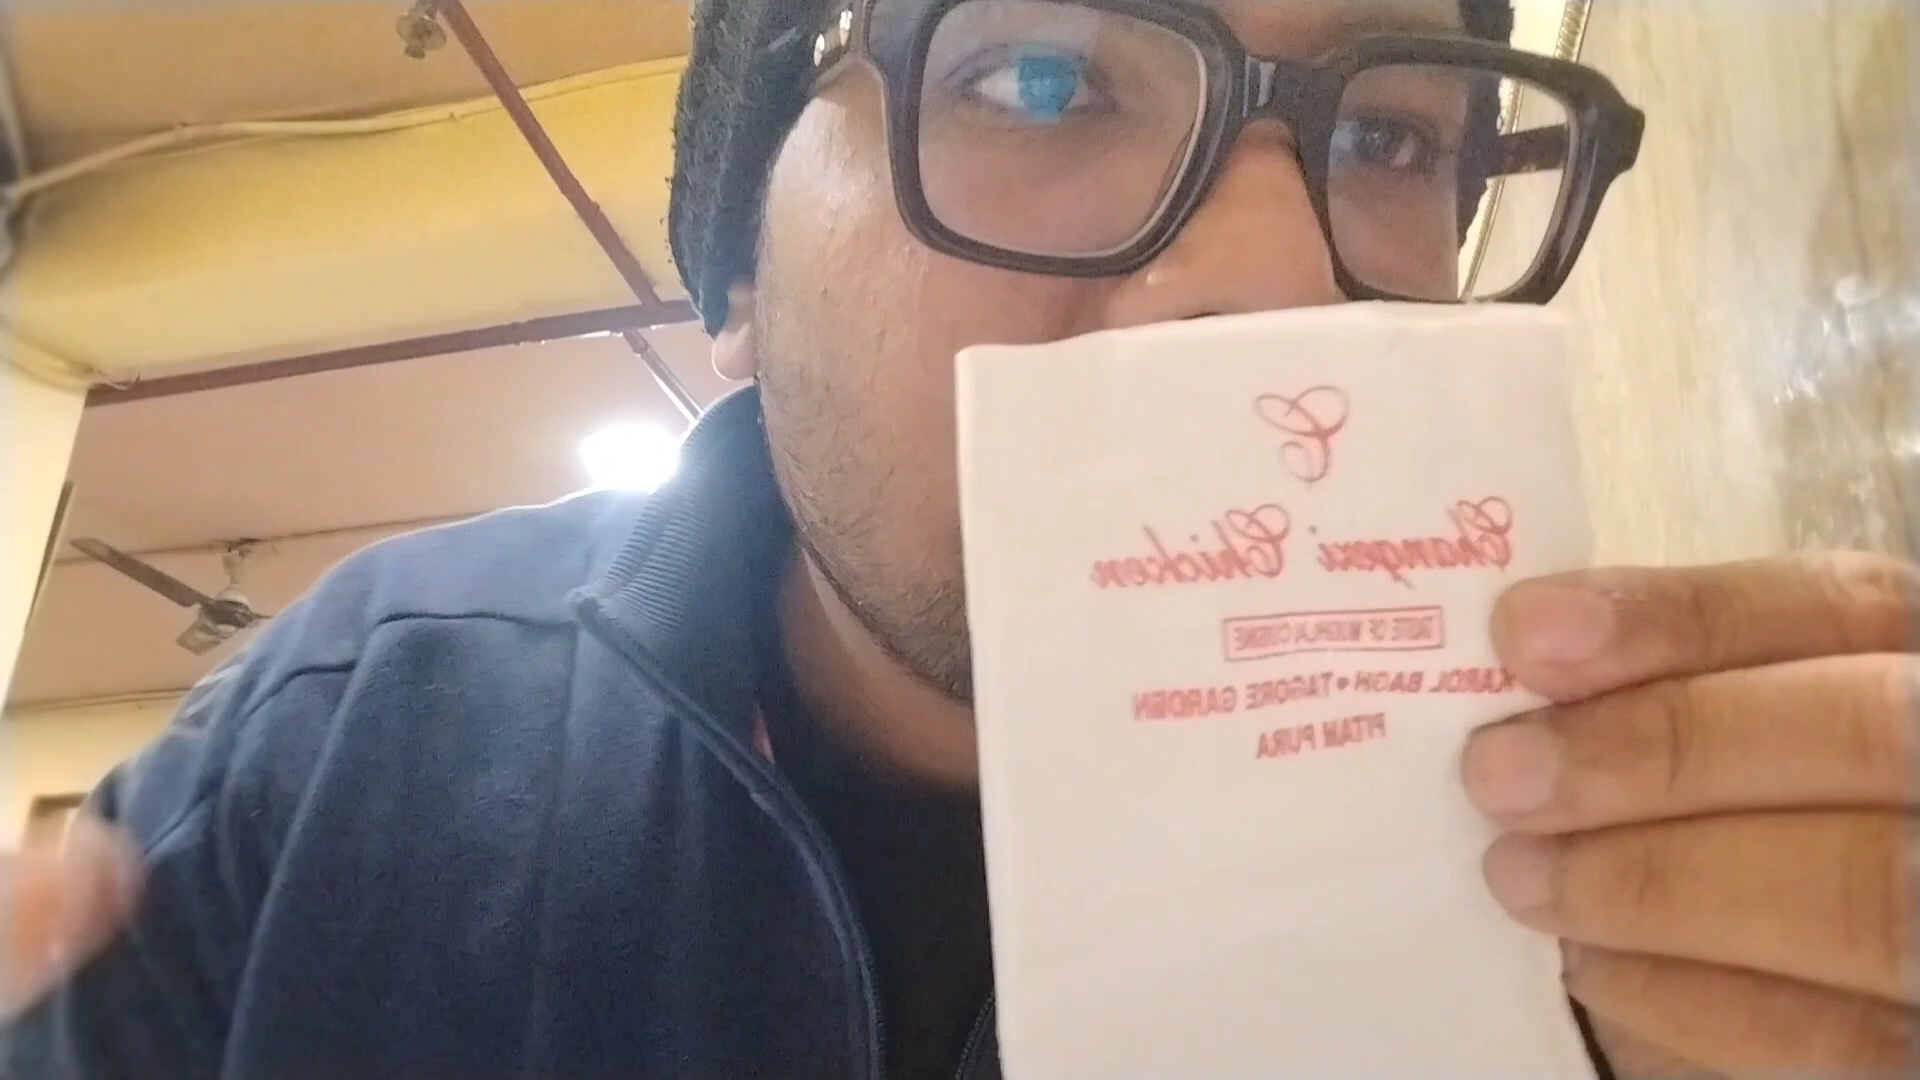 C
Changezi Chicken
TASTE OF MUGHLAI CUISINE
KAROL BAGH • TAGORE GARDEN
PITAM PURA